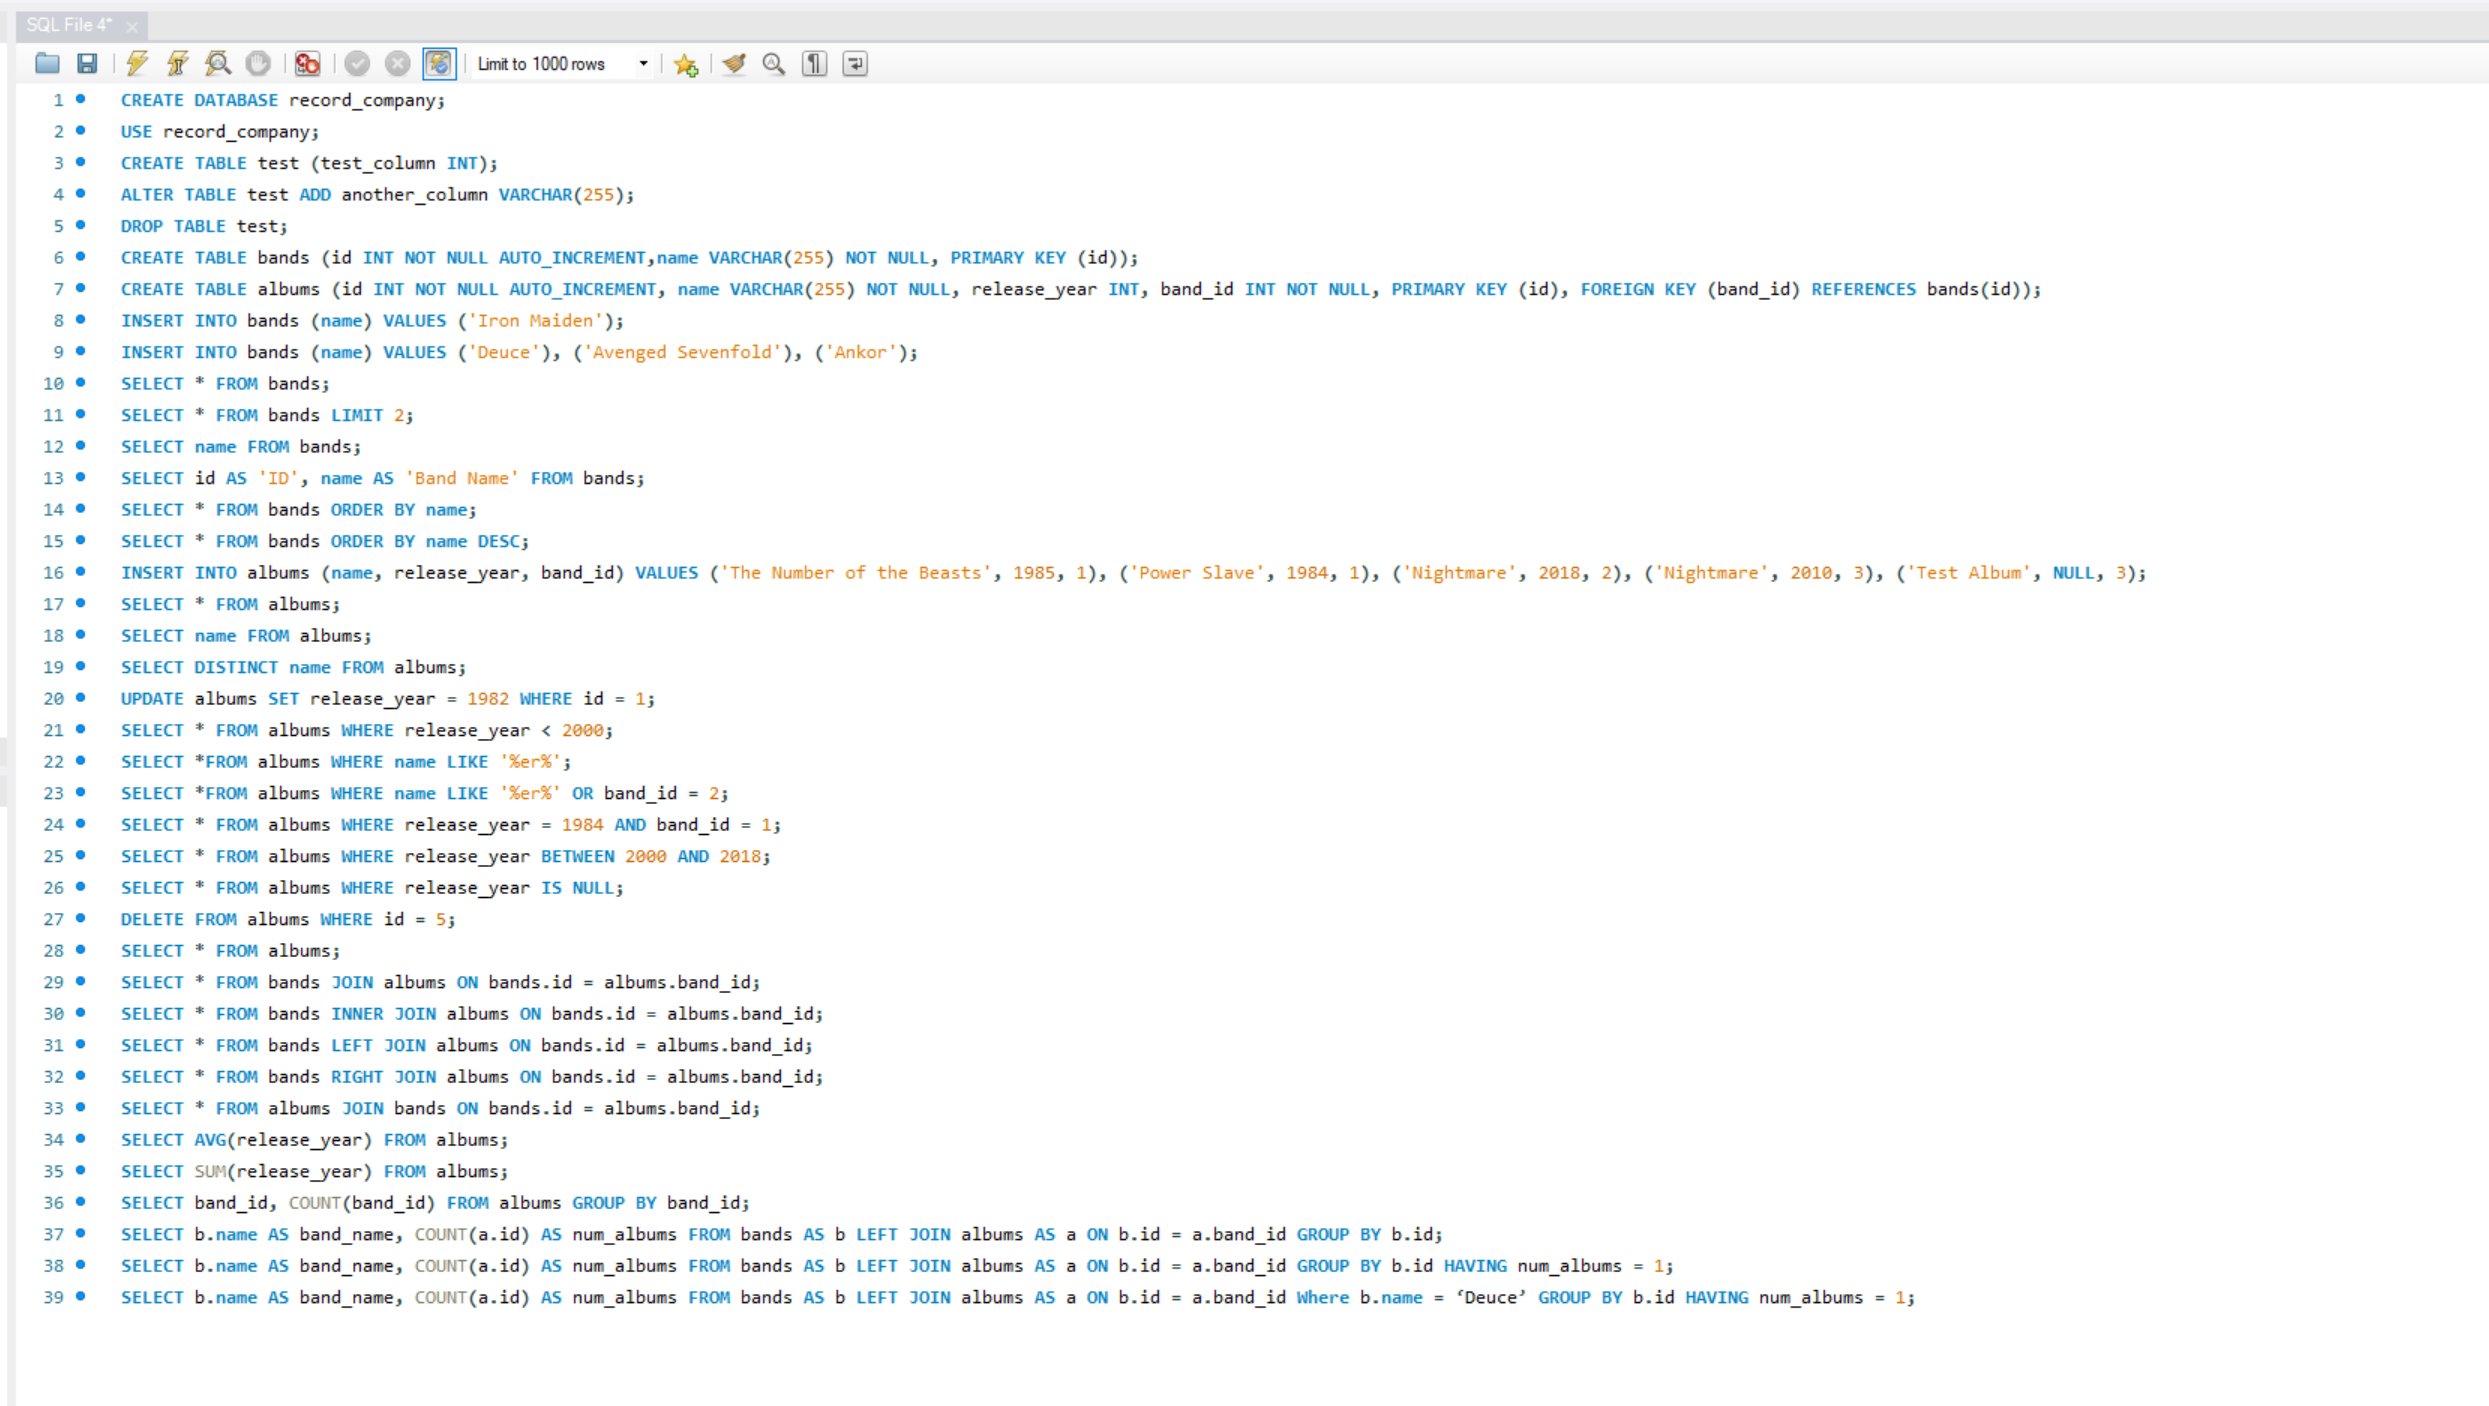 SQL File 4*
Limit to 1000 rows
1 CREATE DATABASE record_company;
2 USE record_company;
3 CREATE TABLE test (test_column INT);
4 ALTER TABLE test ADD another_column VARCHAR(255);
5 DROP TABLE test;
6 CREATE TABLE bands (id INT NOT NULL AUTO_INCREMENT,name VARCHAR(255) NOT NULL, PRIMARY KEY (id));
7 CREATE TABLE albums (id INT NOT NULL AUTO_INCREMENT, name VARCHAR(255) NOT NULL, release_year INT, band_id INT NOT NULL, PRIMARY KEY (id), FOREIGN KEY (band_id) REFERENCES bands(id));
8 INSERT INTO bands (name) VALUES ('Iron Maiden');
9 INSERT INTO bands (name) VALUES ('Deuce'), ('Avenged Sevenfold'), ('Ankor');
10 SELECT * FROM bands;
11 SELECT * FROM bands LIMIT 2;
12 SELECT name FROM bands;
13 SELECT id AS 'ID', name AS 'Band Name' FROM bands;
14 SELECT * FROM bands ORDER BY name;
15 SELECT * FROM bands ORDER BY name DESC;
16 INSERT INTO albums (name, release_year, band_id) VALUES ('The Number of the Beasts', 1985, 1), ('Power Slave', 1984, 1), ('Nightmare', 2018, 2), ('Nightmare', 2010, 3), ('Test Album', NULL, 3);
17 SELECT * FROM albums;
18 SELECT name FROM albums;
19 SELECT DISTINCT name FROM albums;
20 UPDATE albums SET release_year = 1982 WHERE id = 1;
21 SELECT * FROM albums WHERE release_year < 2000;
22 SELECT *FROM albums WHERE name LIKE '%er%';
23 SELECT *FROM albums WHERE name LIKE '%er%' OR band_id = 2;
24 SELECT * FROM albums WHERE release_year = 1984 AND band_id = 1;
25 SELECT * FROM albums WHERE release_year BETWEEN 2000 AND 2018;
26 SELECT * FROM albums WHERE release_year IS NULL;
27 DELETE FROM albums WHERE id = 5;
28 SELECT * FROM albums;
29 SELECT * FROM bands JOIN albums ON bands.id = albums.band_id;
30 SELECT * FROM bands INNER JOIN albums ON bands.id = albums.band_id;
31 SELECT * FROM bands LEFT JOIN albums ON bands.id = albums.band_id;
32 SELECT * FROM bands RIGHT JOIN albums ON bands.id = albums.band_id;
33 SELECT * FROM albums JOIN bands ON bands.id = albums.band_id;
34 SELECT AVG(release_year) FROM albums;
35 SELECT SUM(release_year) FROM albums;
36 SELECT band_id, COUNT(band_id) FROM albums GROUP BY band_id;
37 SELECT b.name AS band_name, COUNT(a.id) AS num_albums FROM bands AS b LEFT JOIN albums AS a ON b.id = a.band_id GROUP BY b.id;
38 SELECT b.name AS band_name, COUNT(a.id) AS num_albums FROM bands AS b LEFT JOIN albums AS a ON b.id = a.band_id GROUP BY b.id HAVING num_albums = 1;
39 SELECT b.name AS band_name, COUNT(a.id) AS num_albums FROM bands AS b LEFT JOIN albums AS a ON b.id = a.band_id Where b.name = ‘Deuce’ GROUP BY b.id HAVING num_albums = 1;